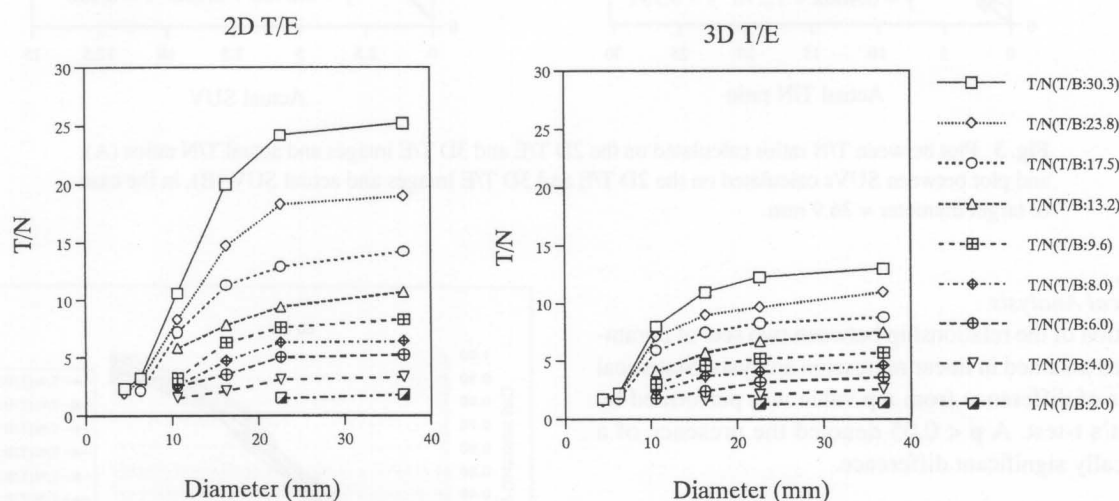 2D T/E
3D T/E
30
25
20
15
10
5
0
T/N
0
10
20
30
40
Diameter (mm)
30
25
20
15
10
5
0
T/N
0
10
20
30
40
Diameter (mm)
T/N(T/B:30.3)
T/N(T/B:23.8)
T/N(T/B:17.5)
T/N(T/B:13.2)
T/N(T/B:9.6)
T/N(T/B:8.0)
T/N(T/B:6.0)
T/N(T/B:4.0)
T/N(T/B:2.0)